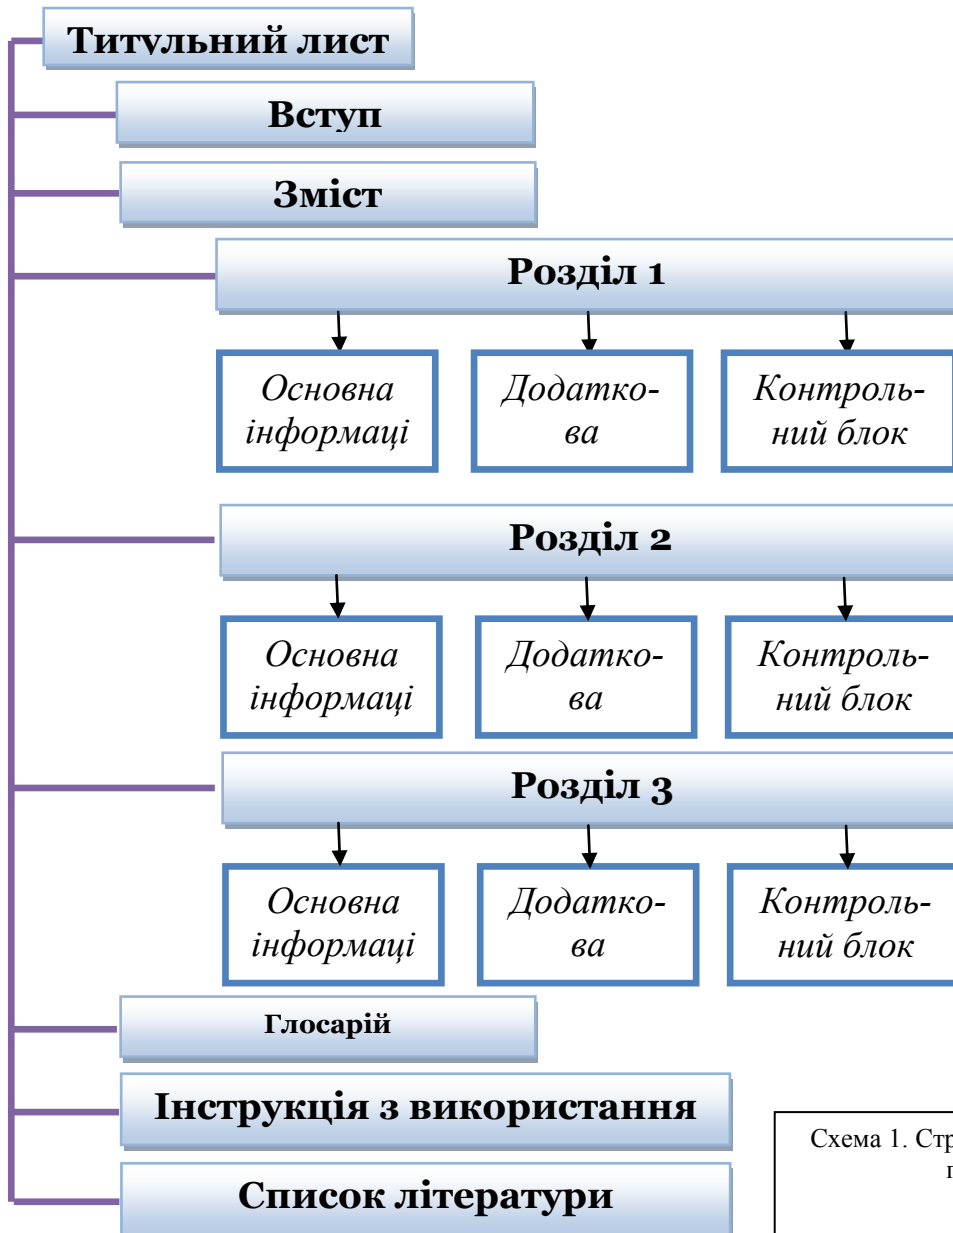 Титульний лист
Вступ
Зміст
Розділ 1
Основна
інформаці
Додатко-
ва
Контроль-
ний блок
Розділ 2
Основна
інформаці
Додатко-
ва
Контроль-
ний блок
Розділ 3
Основна
інформаці
Додатко-
ва
Контроль-
ний блок
Глосарій
Інструкція з використання
Схема 1. Стр
Список літератури